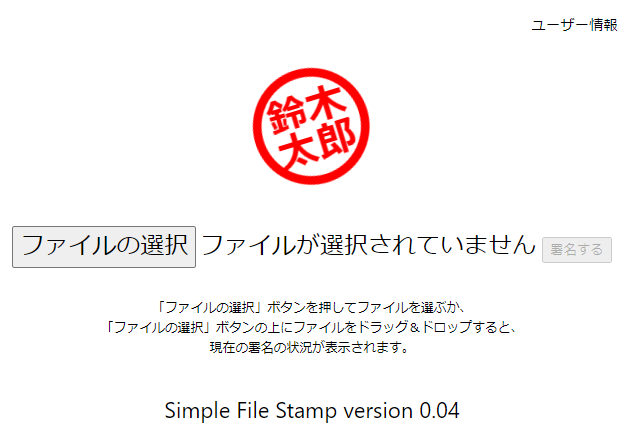 ユーザー情報
鈴木
太郎
ファイルの選択 ファイルが選択されていません 署名する
「ファイルの選択」ボタンを押してファイルを選ぶか、
「ファイルの選択」ボタンの上にファイルをドラッグ＆ドロップすると、
現在の署名の状況が表示されます。
Simple File Stamp version 0.04